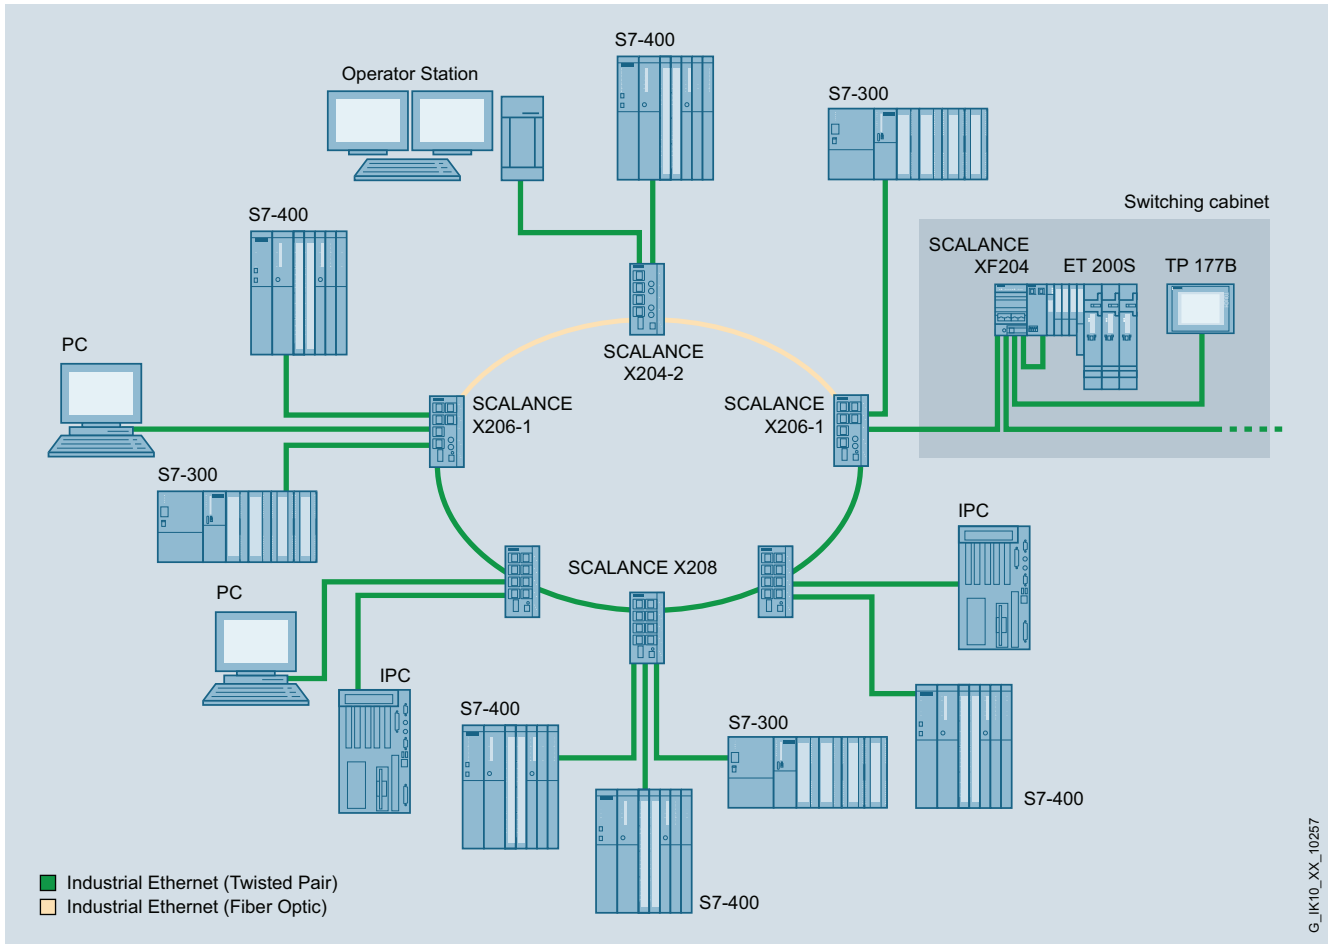 S7-400
Operator Station
S7-300
Switching cabinet
S7-400
SCALANCE
XF204
ET 200S
TP 177B
PC
SCALANCE
X204-2
SCALANCE
X206-1
SCALANCE
X206-1
S7-300
IPC
SCALANCE X208
PC
IPC
S7-400
S7-300
S7-400
S7-400
Industrial Ethernet (Twisted Pair)
Industrial Ethernet (Fiber Optic)
G_IK10_XX_10257